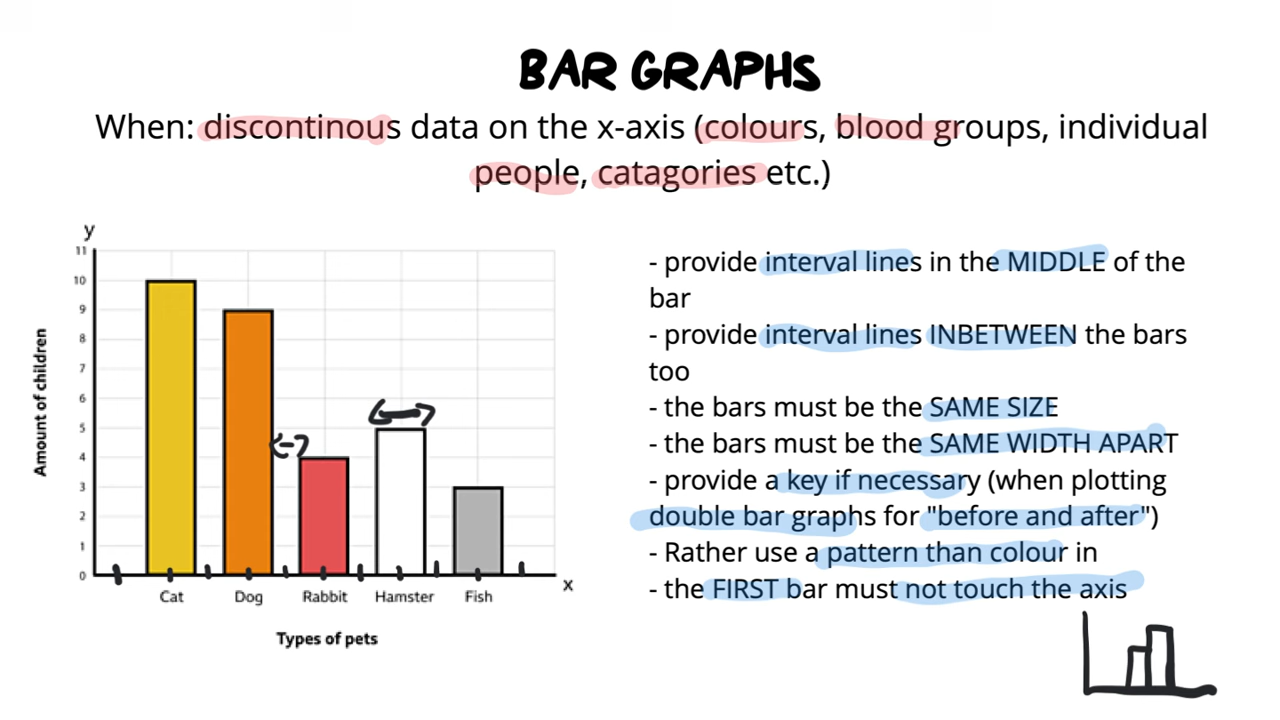 BAR GRAPHS
When: discontinous data on the x-axis (colours, blood groups, individual
people, catagories etc.)
y
11
10
9
8
7
6
5
4
3
2
1
0
Amount of children
Cat Dog Rabbit Hamster Fish
x
Types of pets
- provide interval lines in the MIDDLE of the
bar
- provide interval lines INBETWEEN the bars
too
- the bars must be the SAME SIZE
- the bars must be the SAME WIDTH APART
- provide a key if necessary (when plotting
double bar graphs for "before and after")
- Rather use a pattern than colour in
- the FIRST bar must not touch the axis